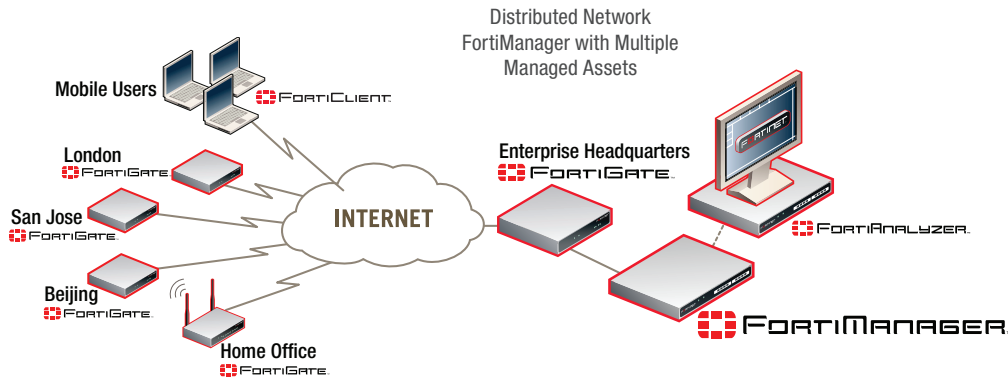 Distributed Network
FortiManager with Multiple
Managed Assets
Mobile Users
FORTICLIENT
London
FORTIGATE
San Jose
FORTIGATE
Beijing
FORTIGATE
Home Office
FORTIGATE
INTERNET
Enterprise Headquarters
FORTIGATE
FORTINET
FORTIANALYZER
FORTIMANAGER